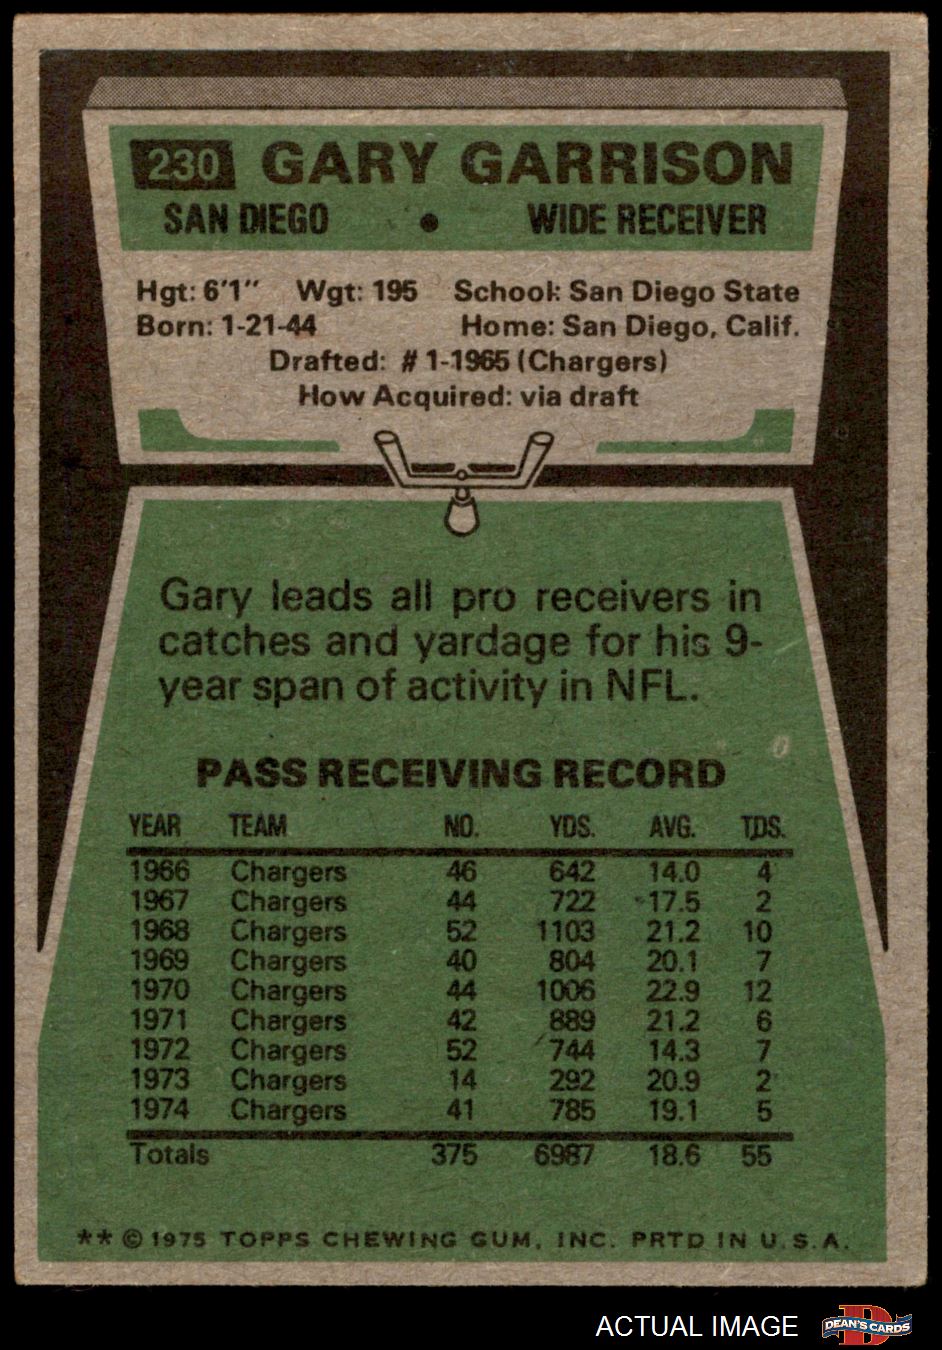 230 GARY GARRISON
SAN DIEGO • WIDE RECEIVER
Hgt: 6'1" Wgt: 195 School: San Diego State
Born: 1-21-44 Home: San Diego, Calif.
Drafted: #1-1965 (Chargers)
How Acquired: via draft
Gary leads all pro receivers in
catches and yardage for his 9-
year span of activity in NFL.
PASS RECEIVING RECORD
YEAR TEAM NO. YDS. AVG. TDS.
1966 Chargers 46 642 14.0 4
1967 Chargers 44 722 17.5 2
1968 Chargers 52 1103 21.2 10
1969 Chargers 40 804 20.1 7
1970 Chargers 44 1006 22.9 12
1971 Chargers 42 889 21.2 6
1972 Chargers 52 744 14.3 7
1973 Chargers 14 292 20.9 2
1974 Chargers 41 785 19.1 5
Totals 375 6987 18.6 55
** © 1975 TOPPS CHEWING GUM, INC. PRTD IN U.S.A.
ACTUAL IMAGE DEAN'S CARDS